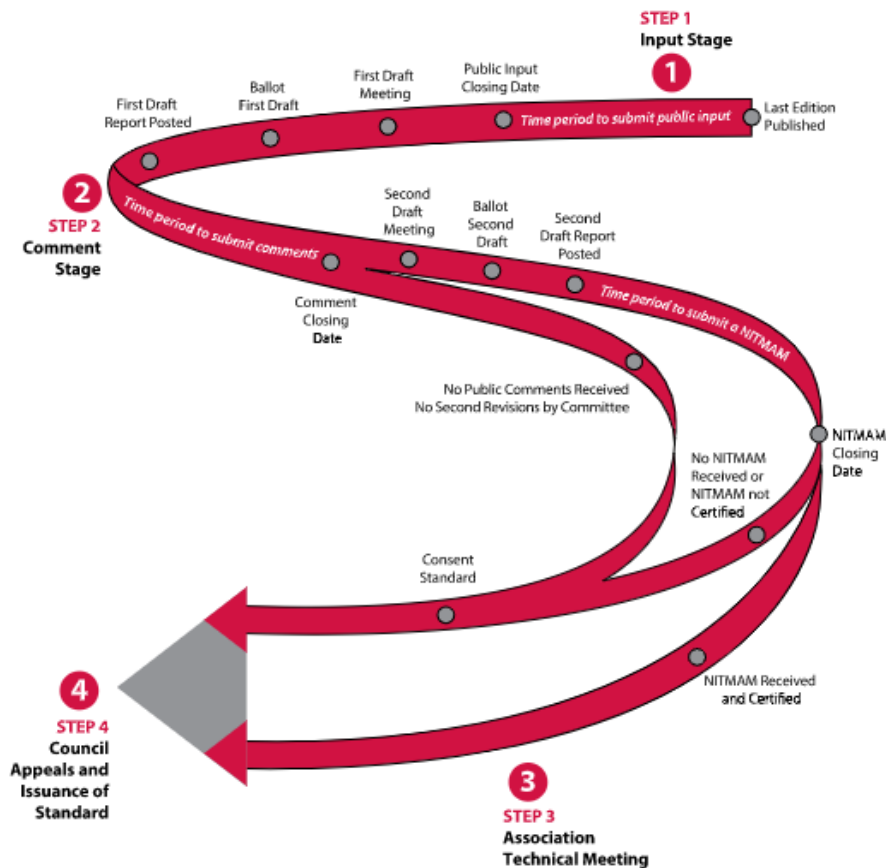 STEP 1
Input Stage
1
Public Input
Closing Date
First Draft
Meeting
Ballot
First Draft
First Draft
Report Posted
Time period to submit public input
Last Edition
Published
2
STEP 2
Comment
Stage
Time period to submit comments
Second
Draft
Meeting
Ballot
Second
Draft
Second
Draft Report
Posted
Time period to submit a NITMAM
Comment
Closing
Date
No Public Comments Received
No Second Revisions by Committee
NITMAM
Closing
Date
No NITMAM
Received or
NITMAM not
Certified
Consent
Standard
NITMAM Received
and Certified
4
STEP 4
Council
Appeals and
Issuance of
Standard
3
STEP 3
Association
Technical Meeting